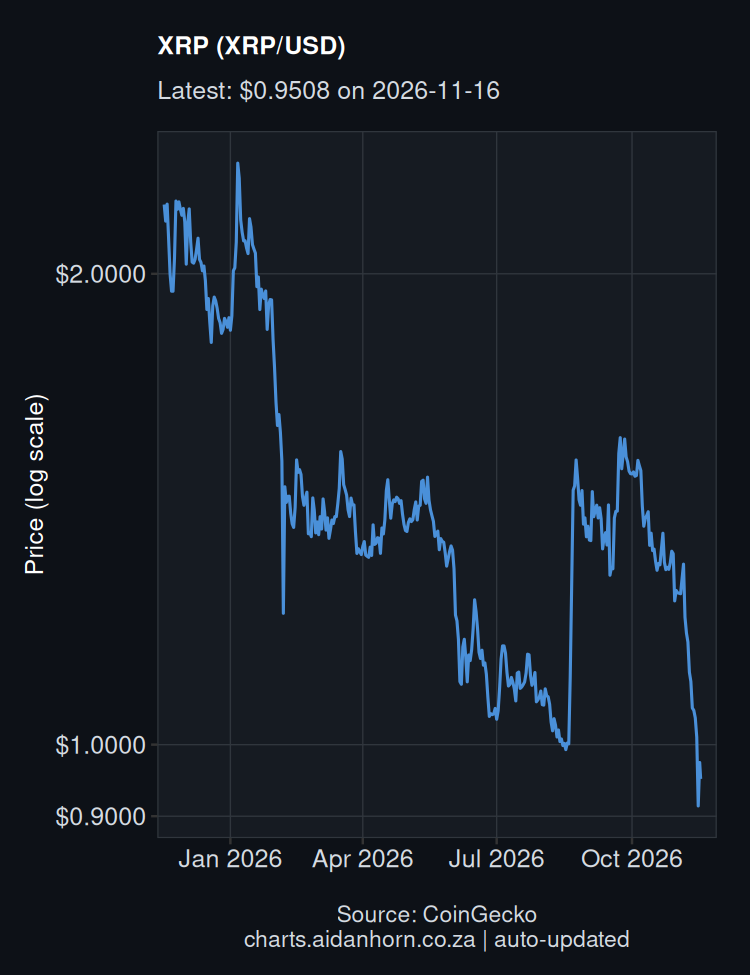 XRP (XRP/USD)
Latest: $0.9508 on 2026-11-16
Price (log scale)
$2.0000
$1.0000
$0.9000
Jan 2026 Apr 2026 Jul 2026 Oct 2026
Source: CoinGecko
charts.aidanhorn.co.za | auto-updated